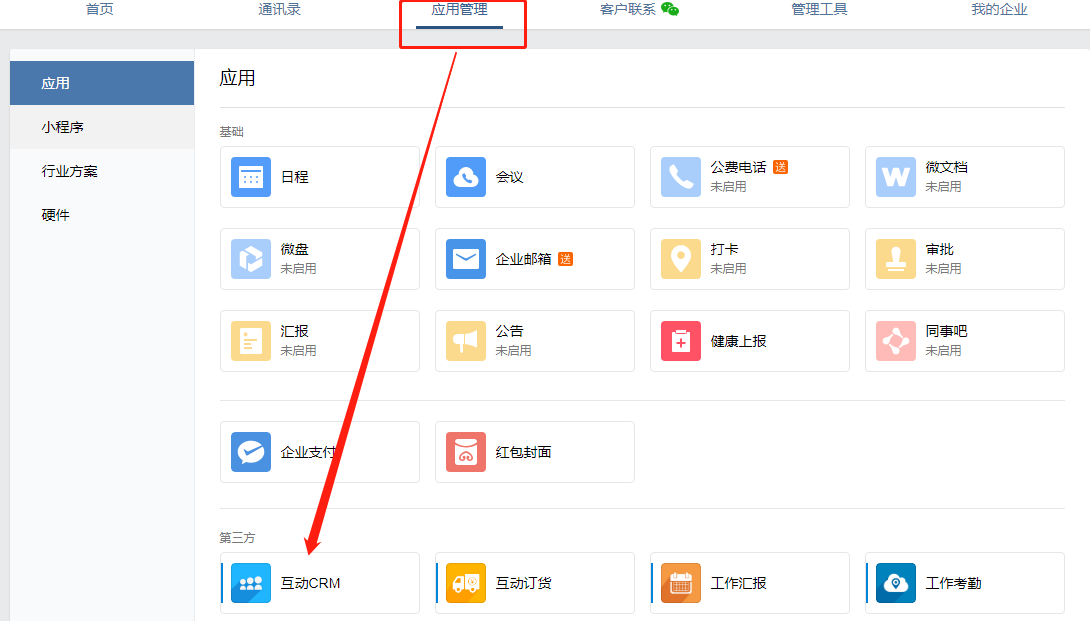 首页
通讯录
应用管理
客户联系
管理工具
我的企业
应用
小程序
行业方案
硬件
应用
基础
日程
会议
公费电话 送
未启用
W
微文档
未启用
微盘
未启用
企业邮箱 送
打卡
未启用
审批
未启用
汇报
未启用
公告
未启用
健康上报
同事吧
未启用
企业支付
红包封面
第三方
互动CRM
互动订货
工作汇报
工作考勤